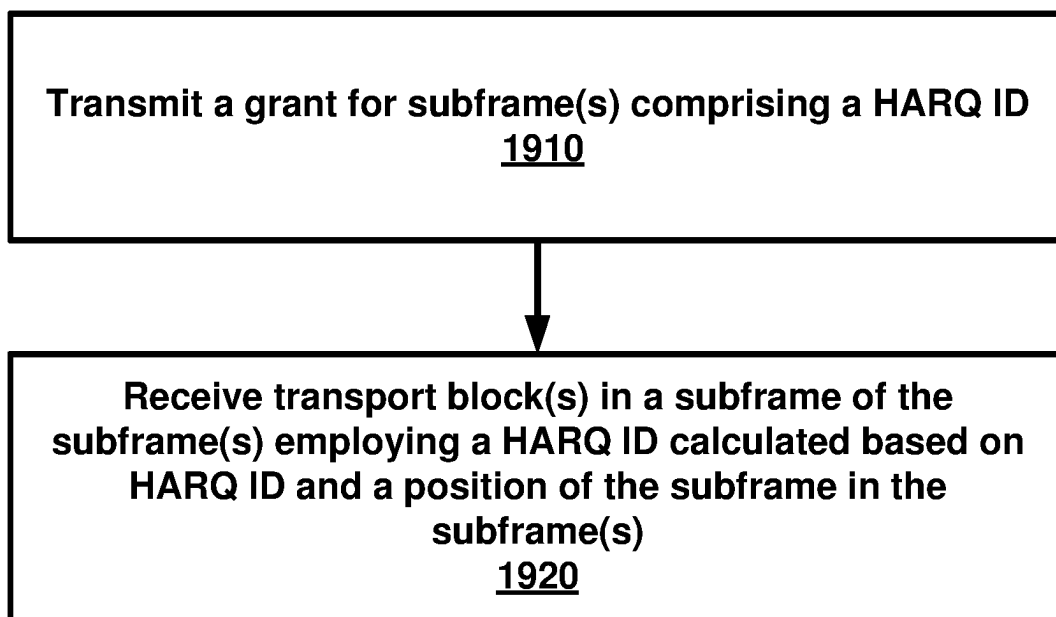 Transmit a grant for subframe(s) comprising a HARQ ID
1910
Receive transport block(s) in a subframe of the
subframe(s) employing a HARQ ID calculated based on
HARQ ID and a position of the subframe in the
subframe(s)
1920